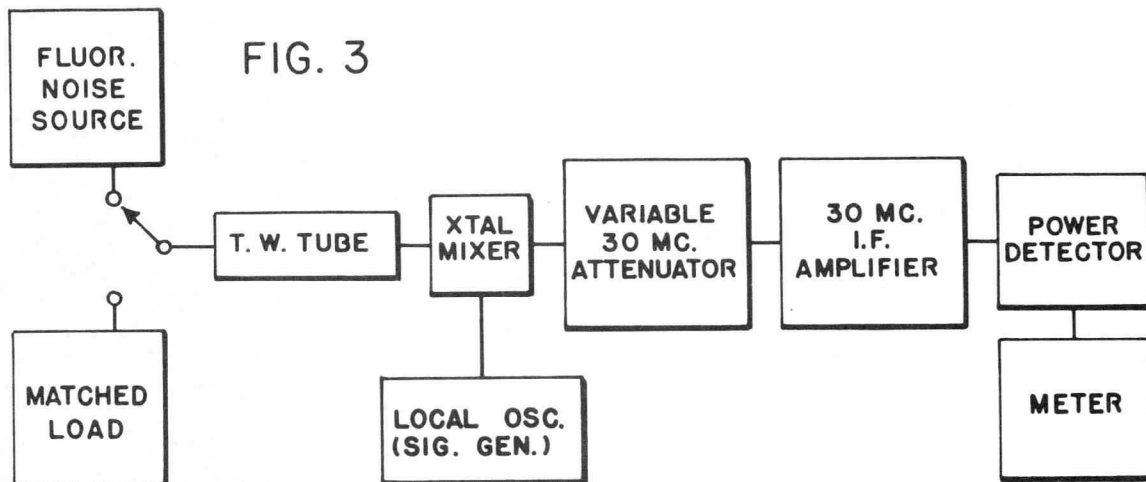 FIG. 3
FLUOR.
NOISE
SOURCE
T. W. TUBE
XTAL
MIXER
VARIABLE
30 MC.
ATTENUATOR
30 MC.
I.F.
AMPLIFIER
POWER
DETECTOR
MATCHED
LOAD
LOCAL OSC.
(SIG. GEN.)
METER